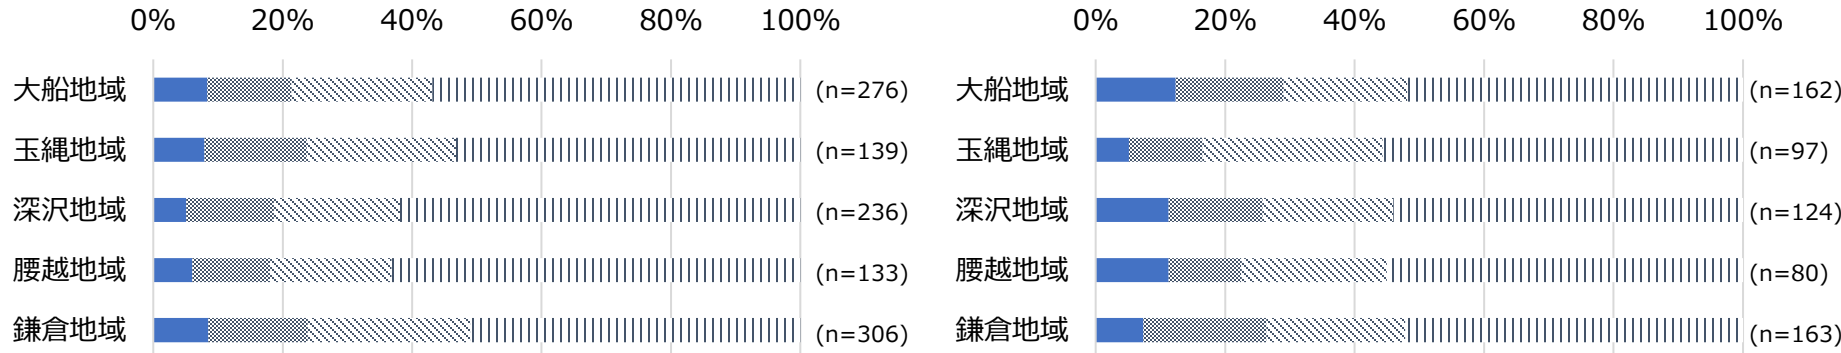 0% 20% 40% 60% 80% 100%
大船地域 (n=276)
玉縄地域 (n=139)
深沢地域 (n=236)
腰越地域 (n=133)
鎌倉地域 (n=306)
0% 20% 40% 60% 80% 100%
大船地域 (n=162)
玉縄地域 (n=97)
深沢地域 (n=124)
腰越地域 (n=80)
鎌倉地域 (n=163)